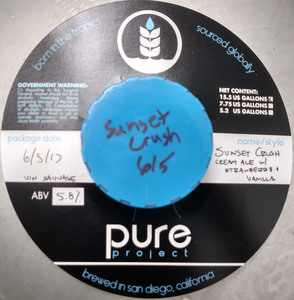 born in the tropics
sourced globally
GOVERNMENT WARNING:
NET CONTENT:
15.5 US GALLONS
7.75 US GALLONS
5.2 US GALLONS
Sunset
Crush
6/5
package date
6/5/17
VIN SAUVAGE
ABV 5.8%
name/style
SUNSET CRUSH
CREAM ALE W/
STRAWBERRY +
VANILLA
pure
project
brewed in san diego, california